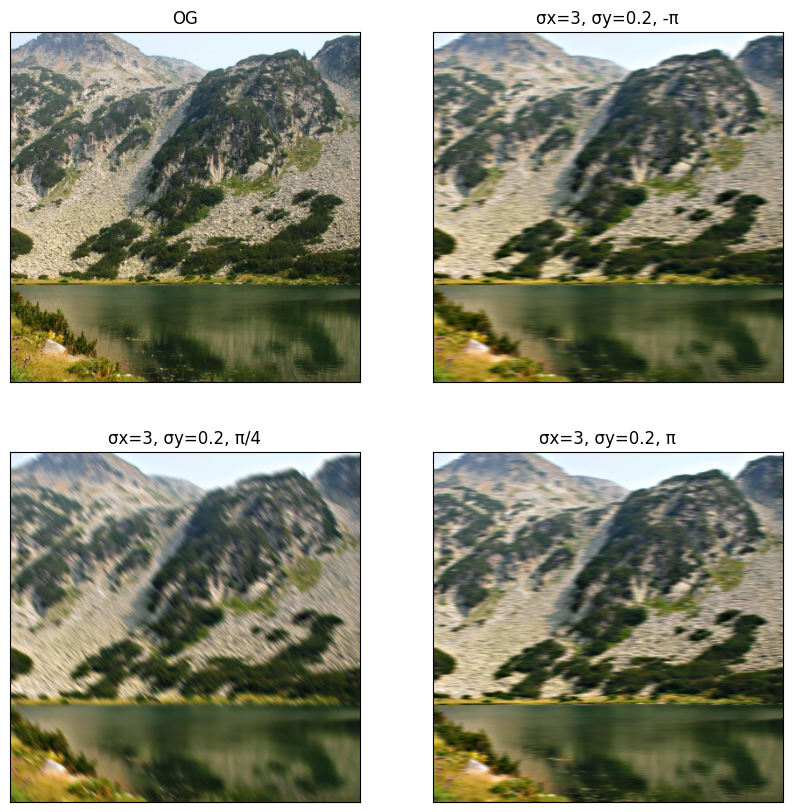 OG
σx=3, σy=0.2, -π
σx=3, σy=0.2, π/4
σx=3, σy=0.2, π